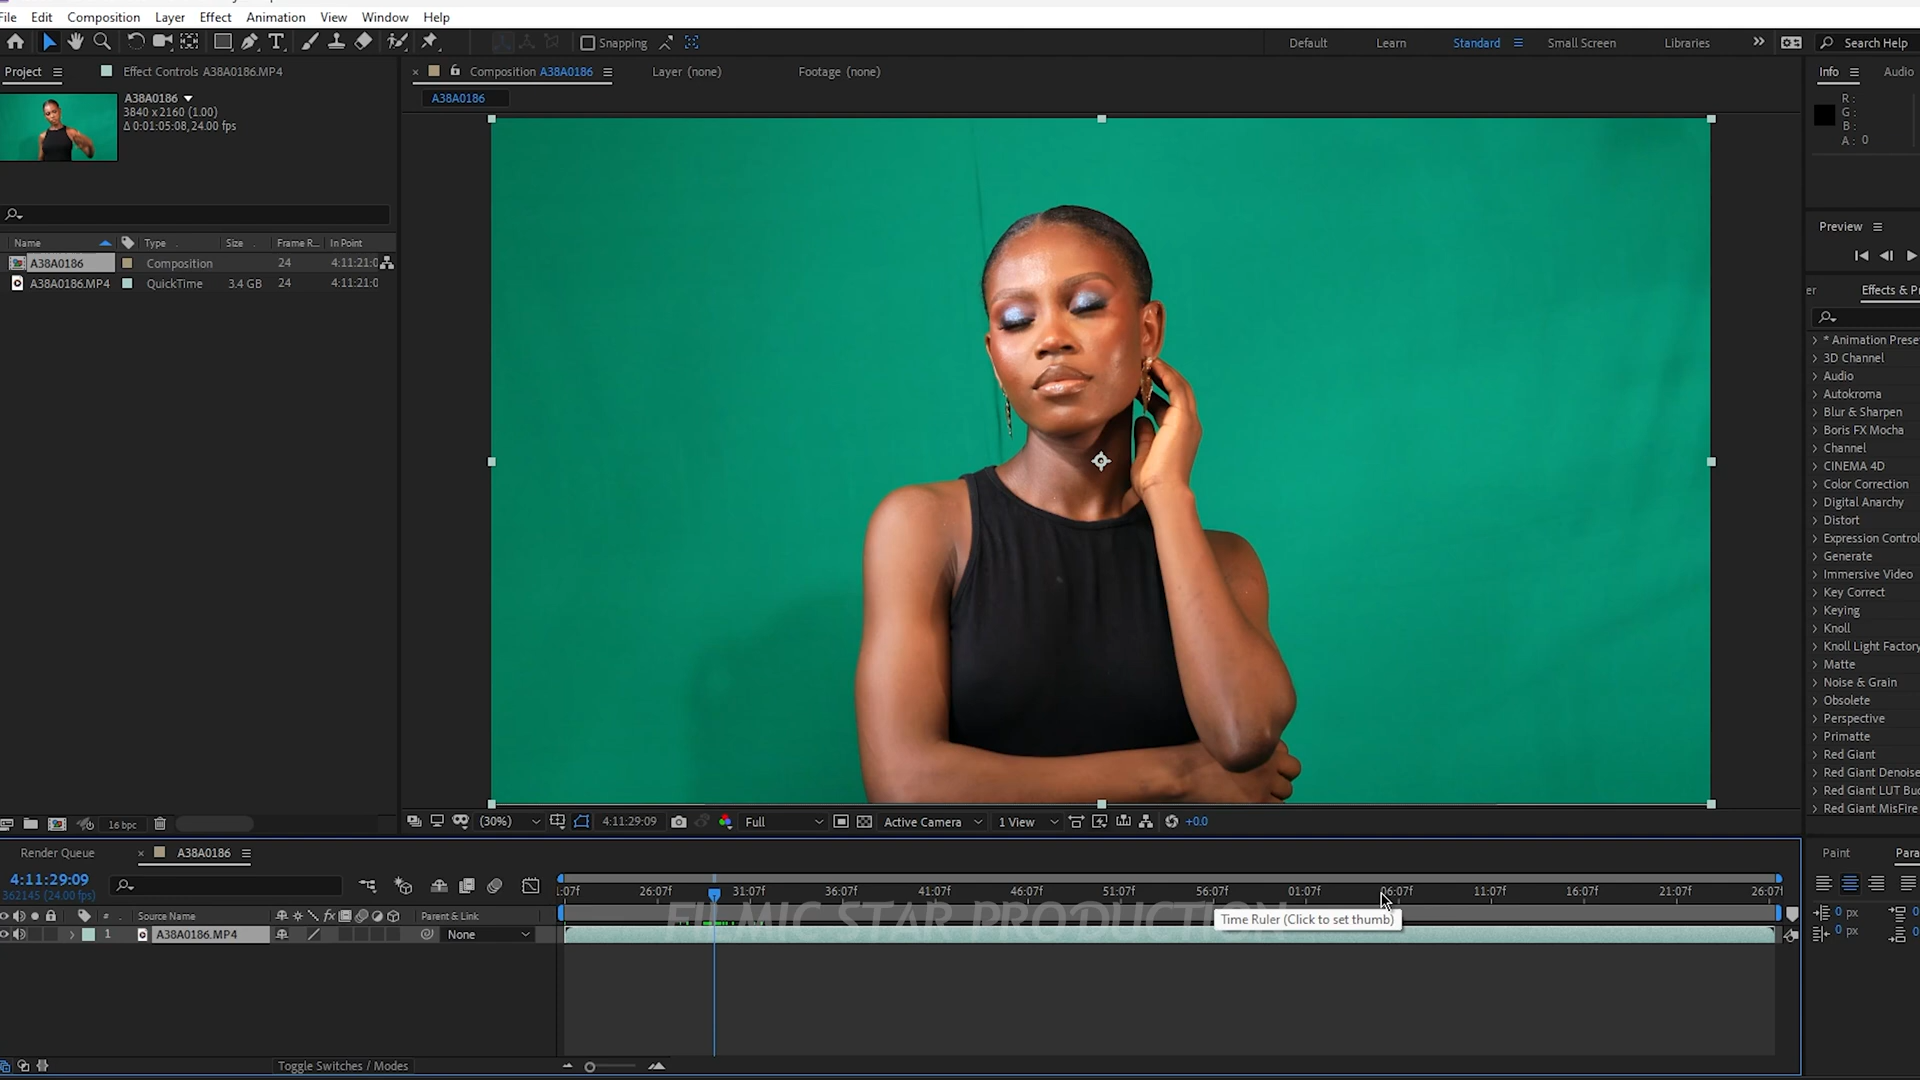 File Edit Composition Layer Effect Animation View Window Help
Snapping
Default Learn Standard Small Screen Libraries Search Help
Project Effect Controls A38A0186.MP4
Composition A38A0186 Layer (none) Footage (none)
Info Audio
A38A0186
3840 x 2160 (1.00)
Δ 0:01:05:08, 24.00 fps
A38A0186
R :
G :
B :
A : 0
Name Type Size Frame R... In Point
A38A0186 Composition 24 4:11:21:0
A38A0186.MP4 QuickTime 3.4 GB 24 4:11:21:0
Preview
er Effects & P
* Animation Prese
3D Channel
Audio
Autokroma
Blur & Sharpen
Boris FX Mocha
Channel
CINEMA 4D
Color Correction
Digital Anarchy
Distort
Expression Control
Generate
Immersive Video
Key Correct
Keying
Knoll
Knoll Light Factory
Matte
Noise & Grain
Obsolete
Perspective
Primatte
Red Giant
Red Giant Denoise
Red Giant LUT Bud
Red Giant MisFire
16 bpc
(30%) 4:11:29:09 Full Active Camera 1 View +0.0
Render Queue A38A0186
Paint Para
4:11:29:09
362145 (24.00 fps)
:07f 26:07f 31:07f 36:07f 41:07f 46:07f 51:07f 56:07f 01:07f 06:07f 11:07f 16:07f 21:07f 26:07f
# Source Name fx Parent & Link
1 A38A0186.MP4 None
FILMIC STAR PRODUCTION
Time Ruler (Click to set thumb)
0 px
0 px
Toggle Switches / Modes